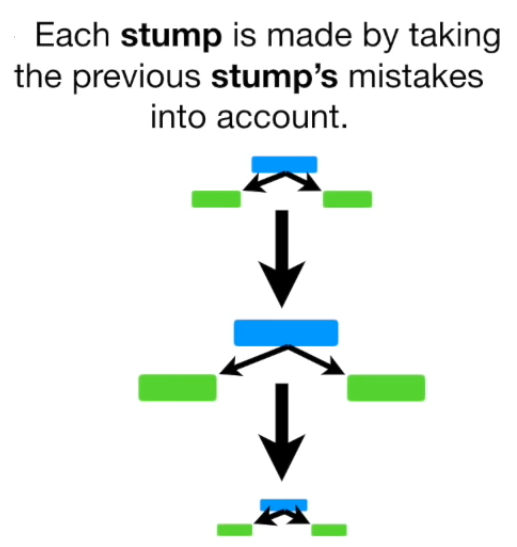 Each stump is made by taking
the previous stump's mistakes
into account.